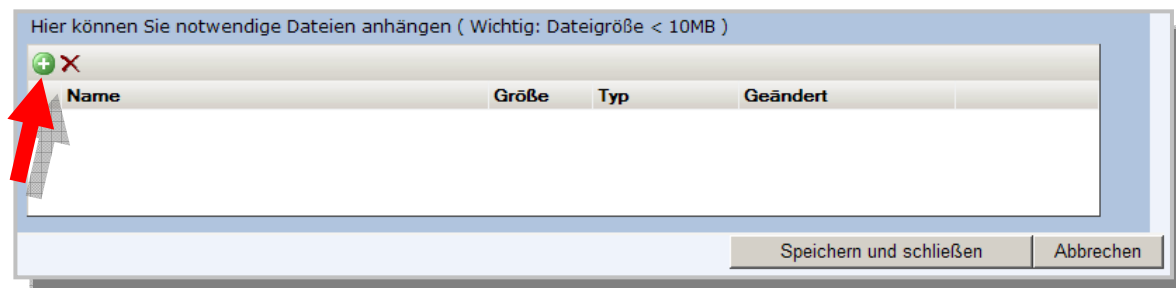 Hier können Sie notwendige Dateien anhängen ( Wichtig: Dateigröße < 10MB )
Name Größe Typ Geändert
Speichern und schließen Abbrechen